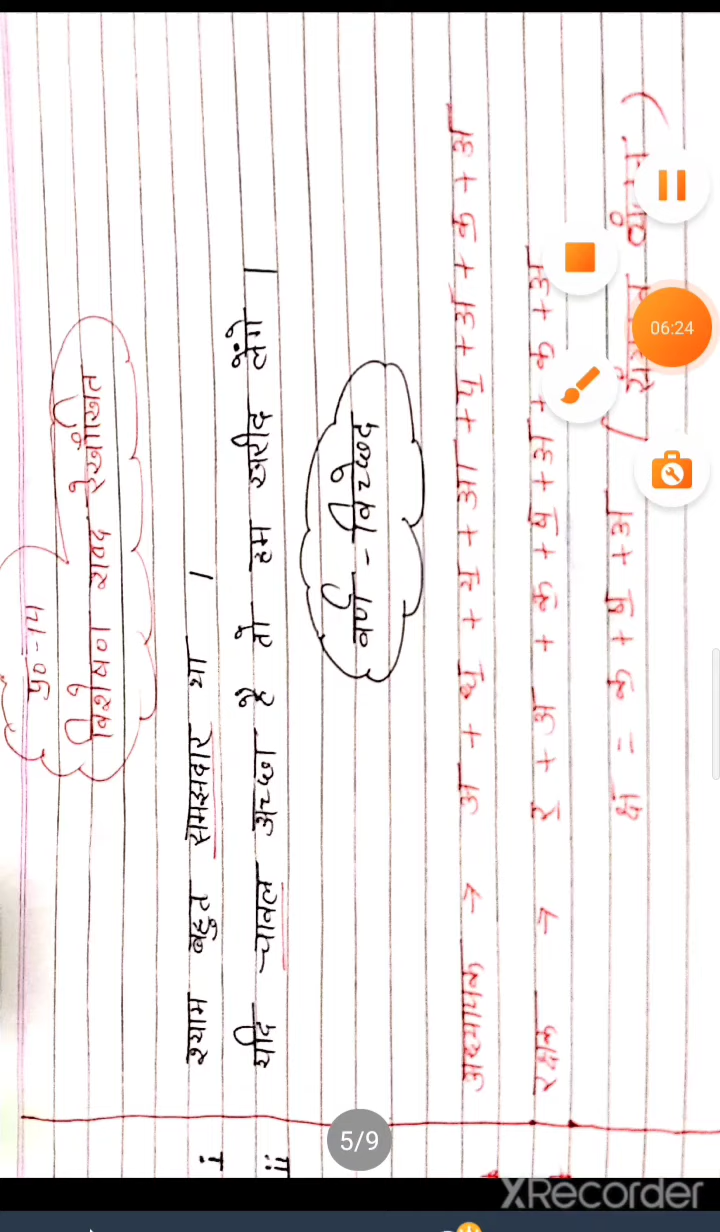 पृ०-14
विशेषण शब्द रेखांकित
i श्याम बहुत समझदार था ।
ii यदि चावल अच्छा है तो हम खरीद लेंगे ।
वर्ण - विच्छेद
अध्यापक → अ + ध् + य् + आ + प् + अ + क् + अ
रक्षक → र् + अ + क् + ष् + अ + क् + अ
क्ष = क् + ष् + अ ( व्यंजन )
06:24
5/9
XRecorder